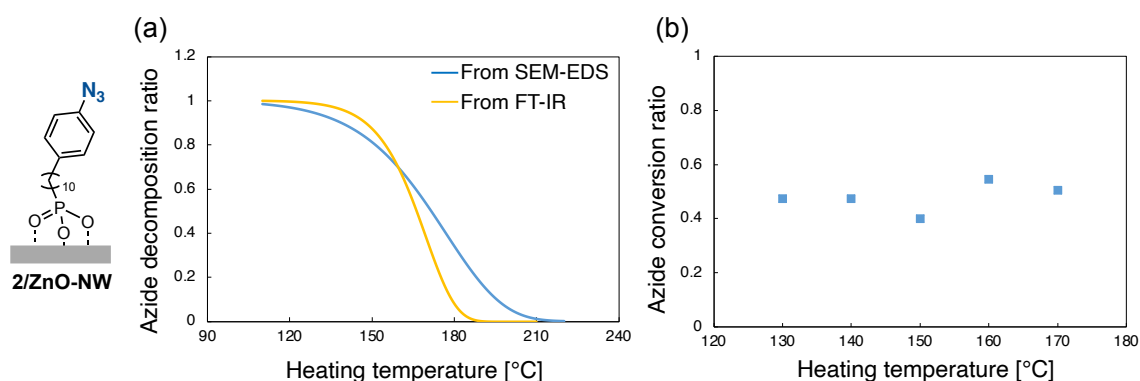 (a)
(b)
N3
10
P
O
O
O
2/ZnO-NW
Azide decomposition ratio
1.2
1
0.8
0.6
0.4
0.2
0
90
120
150
180
210
240
Heating temperature [°C]
From SEM-EDS
From FT-IR
Azide conversion ratio
1
0.8
0.6
0.4
0.2
0
120
130
140
150
160
170
180
Heating temperature [°C]